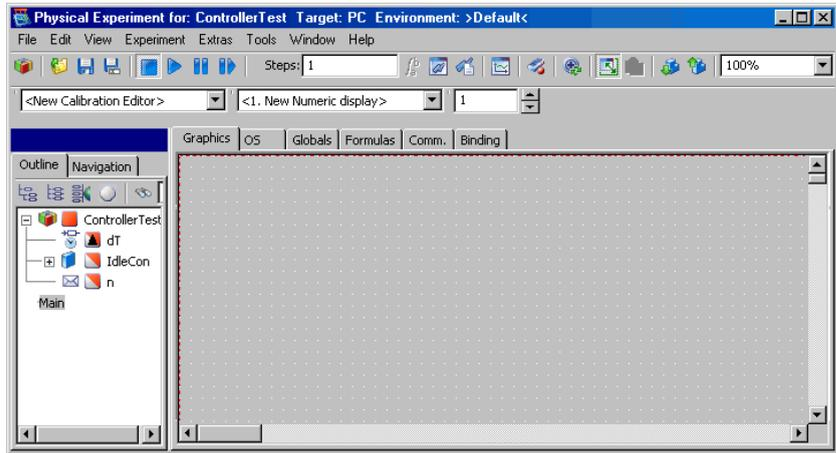 Physical Experiment for: ControllerTest Target: PC Environment: >Default<
File Edit View Experiment Extras Tools Window Help
Steps: 1 100%
<New Calibration Editor> <1. New Numeric display> 1
Graphics OS Globals Formulas Comm. Binding
Outline Navigation
ControllerTest
dT
IdleCon
n
Main